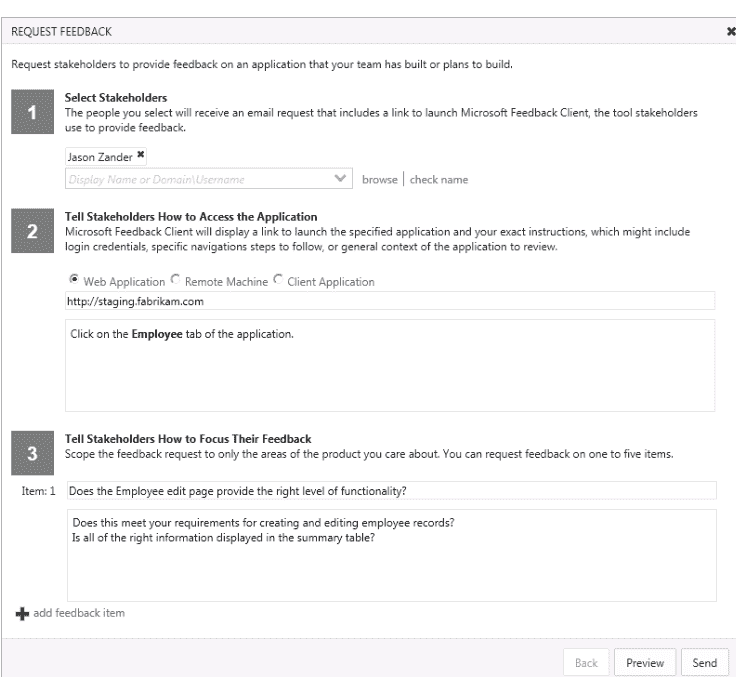 REQUEST FEEDBACK ✖
Request stakeholders to provide feedback on an application that your team has built or plans to build.
1
Select Stakeholders
The people you select will receive an email request that includes a link to launch Microsoft Feedback Client, the tool stakeholders
use to provide feedback.
Jason Zander ✖
Display Name or Domain\Username browse | check name
2
Tell Stakeholders How to Access the Application
Microsoft Feedback Client will display a link to launch the specified application and your exact instructions, which might include
login credentials, specific navigations steps to follow, or general context of the application to review.
Web Application Remote Machine Client Application
http://staging.fabrikam.com
Click on the Employee tab of the application.
3
Tell Stakeholders How to Focus Their Feedback
Scope the feedback request to only the areas of the product you care about. You can request feedback on one to five items.
Item: 1 Does the Employee edit page provide the right level of functionality?
Does this meet your requirements for creating and editing employee records?
Is all of the right information displayed in the summary table?
add feedback item
Back Preview Send